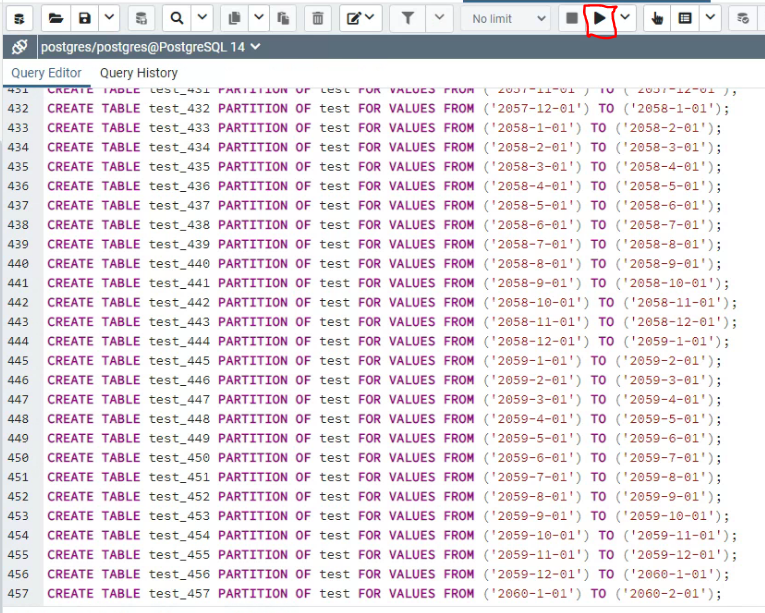 No limit
postgres/postgres@PostgreSQL 14
Query Editor Query History
431 CREATE TABLE test_431 PARTITION OF test FOR VALUES FROM ('2057-11-01') TO ('2057-12-01');
432 CREATE TABLE test_432 PARTITION OF test FOR VALUES FROM ('2057-12-01') TO ('2058-1-01');
433 CREATE TABLE test_433 PARTITION OF test FOR VALUES FROM ('2058-1-01') TO ('2058-2-01');
434 CREATE TABLE test_434 PARTITION OF test FOR VALUES FROM ('2058-2-01') TO ('2058-3-01');
435 CREATE TABLE test_435 PARTITION OF test FOR VALUES FROM ('2058-3-01') TO ('2058-4-01');
436 CREATE TABLE test_436 PARTITION OF test FOR VALUES FROM ('2058-4-01') TO ('2058-5-01');
437 CREATE TABLE test_437 PARTITION OF test FOR VALUES FROM ('2058-5-01') TO ('2058-6-01');
438 CREATE TABLE test_438 PARTITION OF test FOR VALUES FROM ('2058-6-01') TO ('2058-7-01');
439 CREATE TABLE test_439 PARTITION OF test FOR VALUES FROM ('2058-7-01') TO ('2058-8-01');
440 CREATE TABLE test_440 PARTITION OF test FOR VALUES FROM ('2058-8-01') TO ('2058-9-01');
441 CREATE TABLE test_441 PARTITION OF test FOR VALUES FROM ('2058-9-01') TO ('2058-10-01');
442 CREATE TABLE test_442 PARTITION OF test FOR VALUES FROM ('2058-10-01') TO ('2058-11-01');
443 CREATE TABLE test_443 PARTITION OF test FOR VALUES FROM ('2058-11-01') TO ('2058-12-01');
444 CREATE TABLE test_444 PARTITION OF test FOR VALUES FROM ('2058-12-01') TO ('2059-1-01');
445 CREATE TABLE test_445 PARTITION OF test FOR VALUES FROM ('2059-1-01') TO ('2059-2-01');
446 CREATE TABLE test_446 PARTITION OF test FOR VALUES FROM ('2059-2-01') TO ('2059-3-01');
447 CREATE TABLE test_447 PARTITION OF test FOR VALUES FROM ('2059-3-01') TO ('2059-4-01');
448 CREATE TABLE test_448 PARTITION OF test FOR VALUES FROM ('2059-4-01') TO ('2059-5-01');
449 CREATE TABLE test_449 PARTITION OF test FOR VALUES FROM ('2059-5-01') TO ('2059-6-01');
450 CREATE TABLE test_450 PARTITION OF test FOR VALUES FROM ('2059-6-01') TO ('2059-7-01');
451 CREATE TABLE test_451 PARTITION OF test FOR VALUES FROM ('2059-7-01') TO ('2059-8-01');
452 CREATE TABLE test_452 PARTITION OF test FOR VALUES FROM ('2059-8-01') TO ('2059-9-01');
453 CREATE TABLE test_453 PARTITION OF test FOR VALUES FROM ('2059-9-01') TO ('2059-10-01');
454 CREATE TABLE test_454 PARTITION OF test FOR VALUES FROM ('2059-10-01') TO ('2059-11-01');
455 CREATE TABLE test_455 PARTITION OF test FOR VALUES FROM ('2059-11-01') TO ('2059-12-01');
456 CREATE TABLE test_456 PARTITION OF test FOR VALUES FROM ('2059-12-01') TO ('2060-1-01');
457 CREATE TABLE test_457 PARTITION OF test FOR VALUES FROM ('2060-1-01') TO ('2060-2-01');